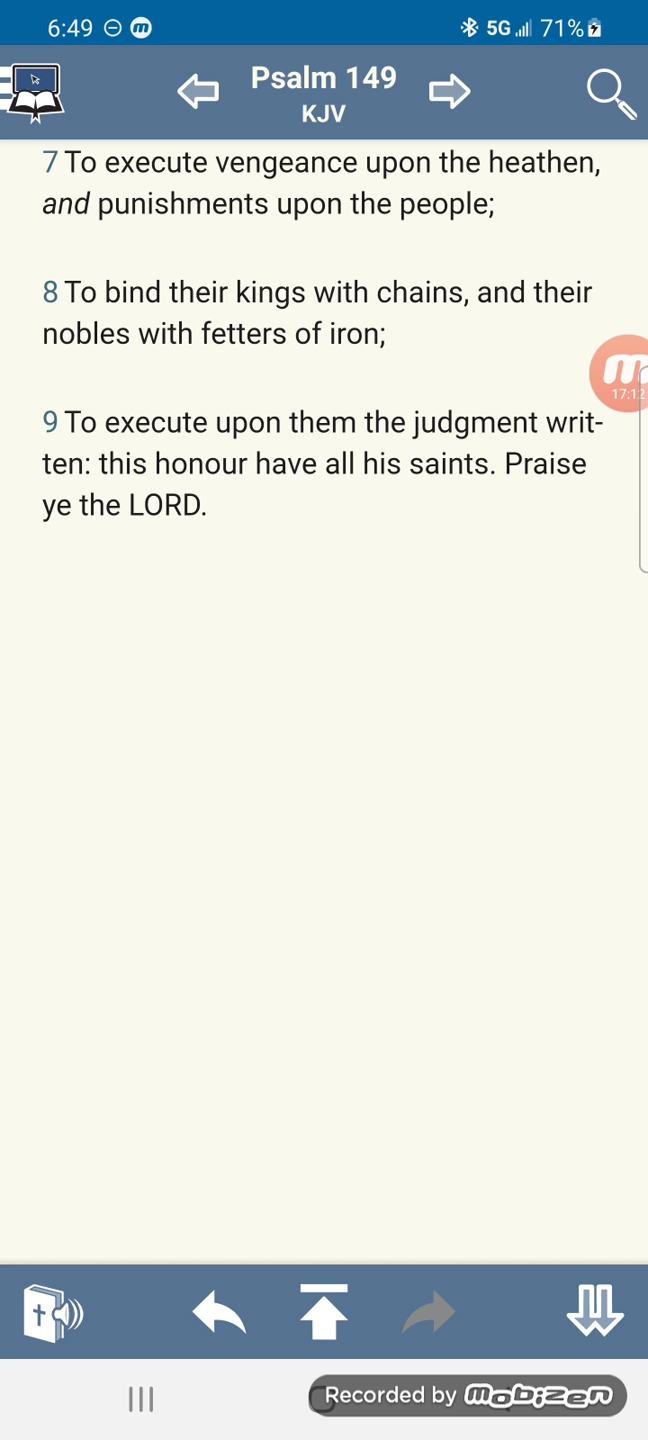 6:49 m 5G 71%
Psalm 149
KJV
7 To execute vengeance upon the heathen,
and punishments upon the people;
8 To bind their kings with chains, and their
nobles with fetters of iron;
m
17:12
9 To execute upon them the judgment writ-
ten: this honour have all his saints. Praise
ye the LORD.
Recorded by mobizen